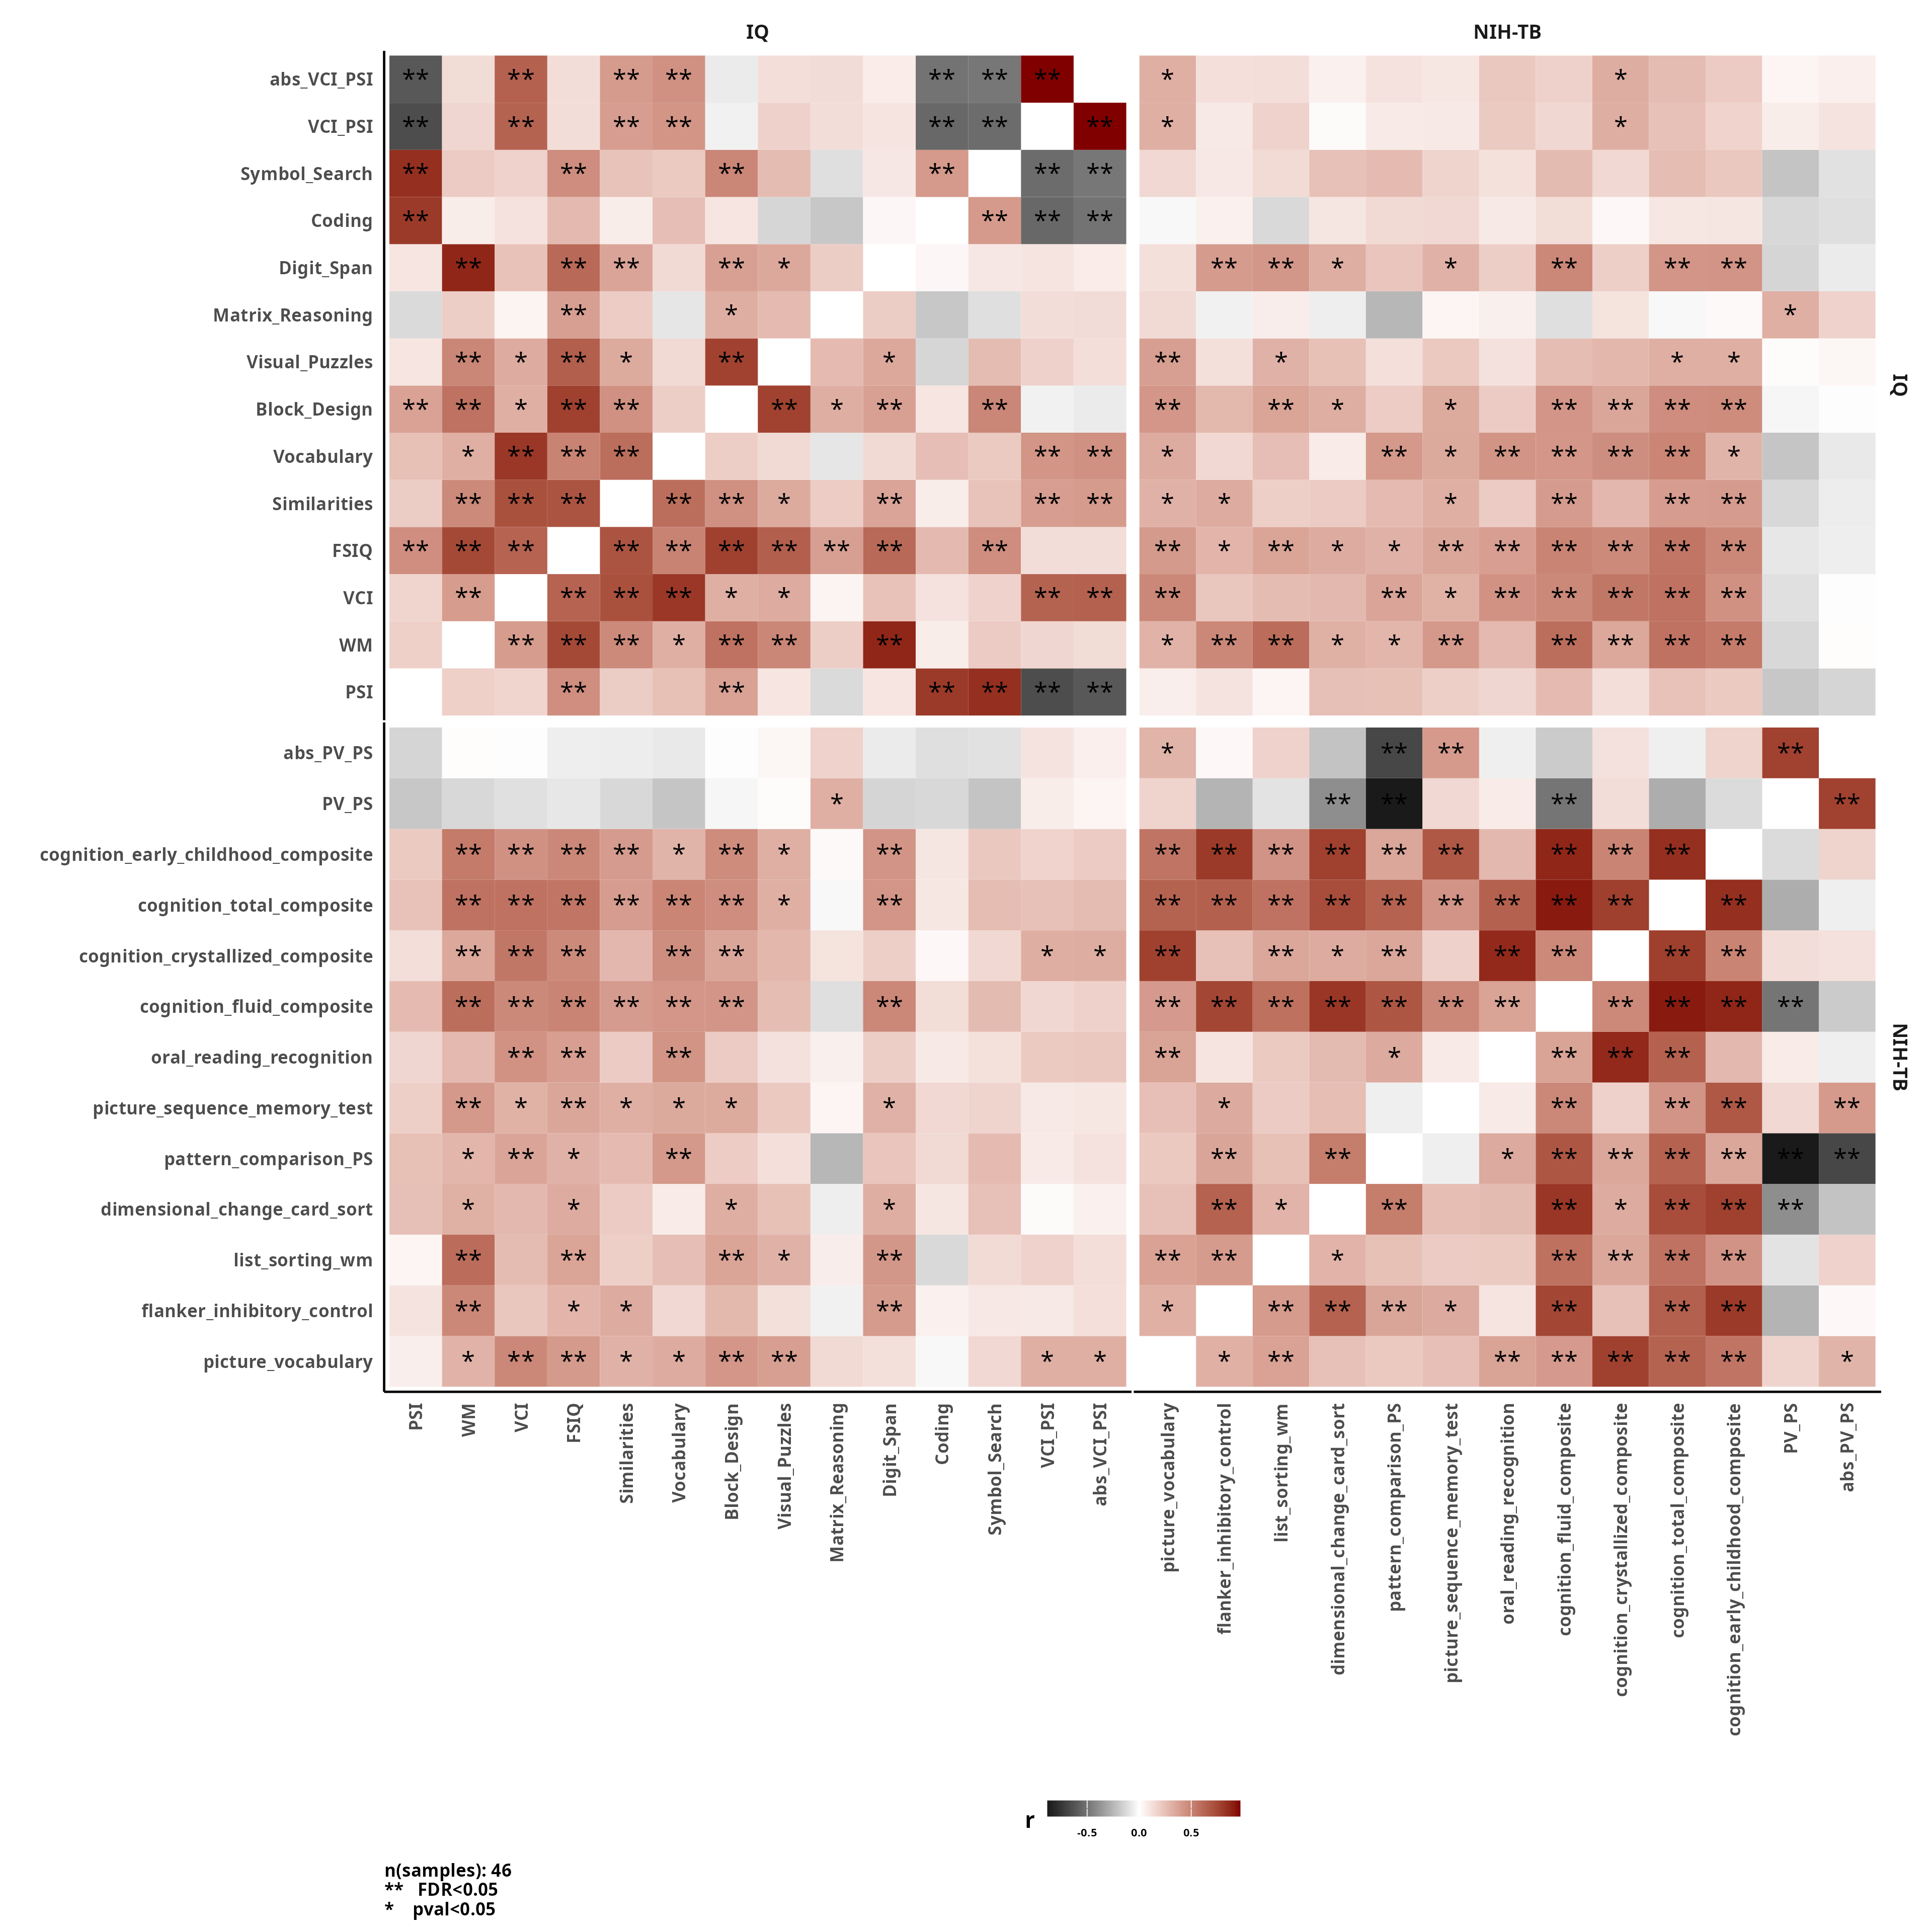 IQ NIH-TB
abs_VCI_PSI ** ** ** ** ** ** ** * *
VCI_PSI ** ** ** ** ** ** ** * *
Symbol_Search ** ** ** ** ** **
Coding ** ** ** **
Digit_Span ** ** ** ** * ** ** * * ** ** **
Matrix_Reasoning ** * *
Visual_Puzzles ** * ** * ** * ** * * *
Block_Design ** ** * ** ** ** * ** ** ** ** * * ** ** ** **
Vocabulary * ** ** ** ** ** * ** * ** ** ** ** *
Similarities ** ** ** ** ** * ** ** ** * * * ** ** **
FSIQ ** ** ** ** ** ** ** ** ** ** ** * ** * * ** ** ** ** ** **
VCI ** ** ** ** * * ** ** ** ** * ** ** ** ** **
WM ** ** ** * ** ** ** * ** ** * * ** ** ** ** **
PSI ** ** ** ** ** **
IQ
abs_PV_PS * ** ** **
PV_PS * ** ** ** **
cognition_early_childhood_composite ** ** ** ** * ** * ** ** ** ** ** ** ** ** ** **
cognition_total_composite ** ** ** ** ** ** * ** ** ** ** ** ** ** ** ** ** **
cognition_crystallized_composite ** ** ** ** ** * * ** ** * ** ** ** ** **
cognition_fluid_composite ** ** ** ** ** ** ** ** ** ** ** ** ** ** ** ** ** **
oral_reading_recognition ** ** ** ** * ** ** **
picture_sequence_memory_test ** * ** * * * * * ** ** ** **
pattern_comparison_PS * ** * ** ** ** * ** ** ** ** ** **
dimensional_change_card_sort * * * * ** * ** ** * ** ** **
list_sorting_wm ** ** ** * ** ** ** * ** ** ** **
flanker_inhibitory_control ** * * ** * ** ** ** * ** ** **
picture_vocabulary * ** ** * * ** ** * * * ** ** ** ** ** ** *
NIH-TB
PSI
WM
VCI
FSIQ
Similarities
Vocabulary
Block_Design
Visual_Puzzles
Matrix_Reasoning
Digit_Span
Coding
Symbol_Search
VCI_PSI
abs_VCI_PSI
picture_vocabulary
flanker_inhibitory_control
list_sorting_wm
dimensional_change_card_sort
pattern_comparison_PS
picture_sequence_memory_test
oral_reading_recognition
cognition_fluid_composite
cognition_crystallized_composite
cognition_total_composite
cognition_early_childhood_composite
PV_PS
abs_PV_PS
r
-0.5 0.0 0.5
n(samples): 46
** FDR<0.05
* pval<0.05